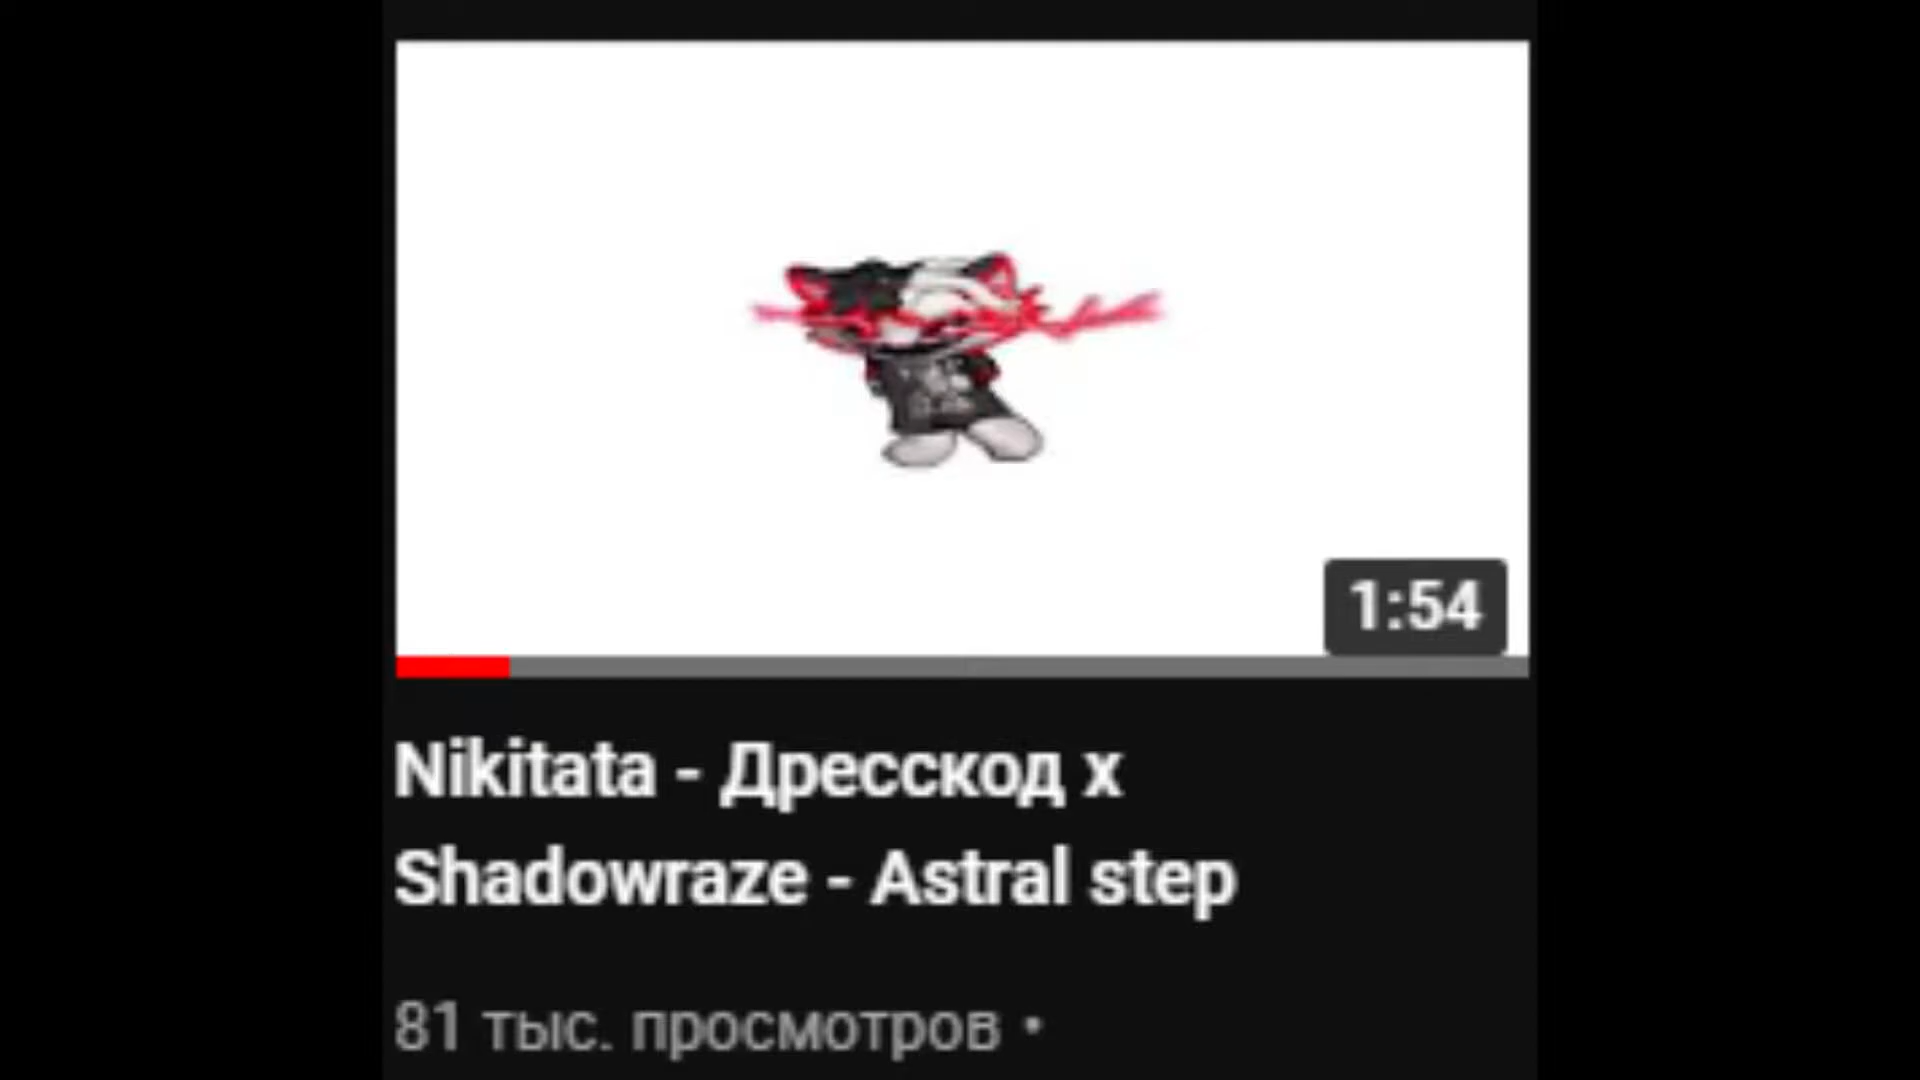 1:54
Nikitata - Дресскод x
Shadowraze - Astral step
81 тыс. просмотров •